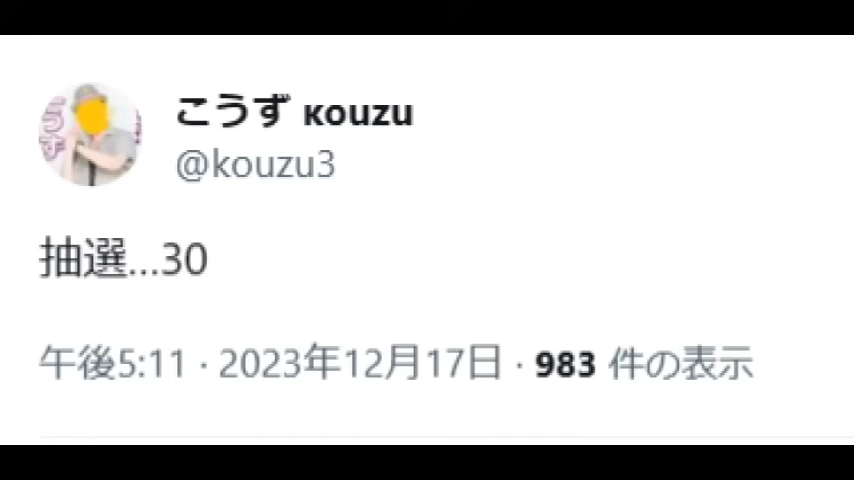 こうず ĸouzu
@kouzu3
抽選...30
午後5:11 · 2023年12月17日 · 983 件の表示